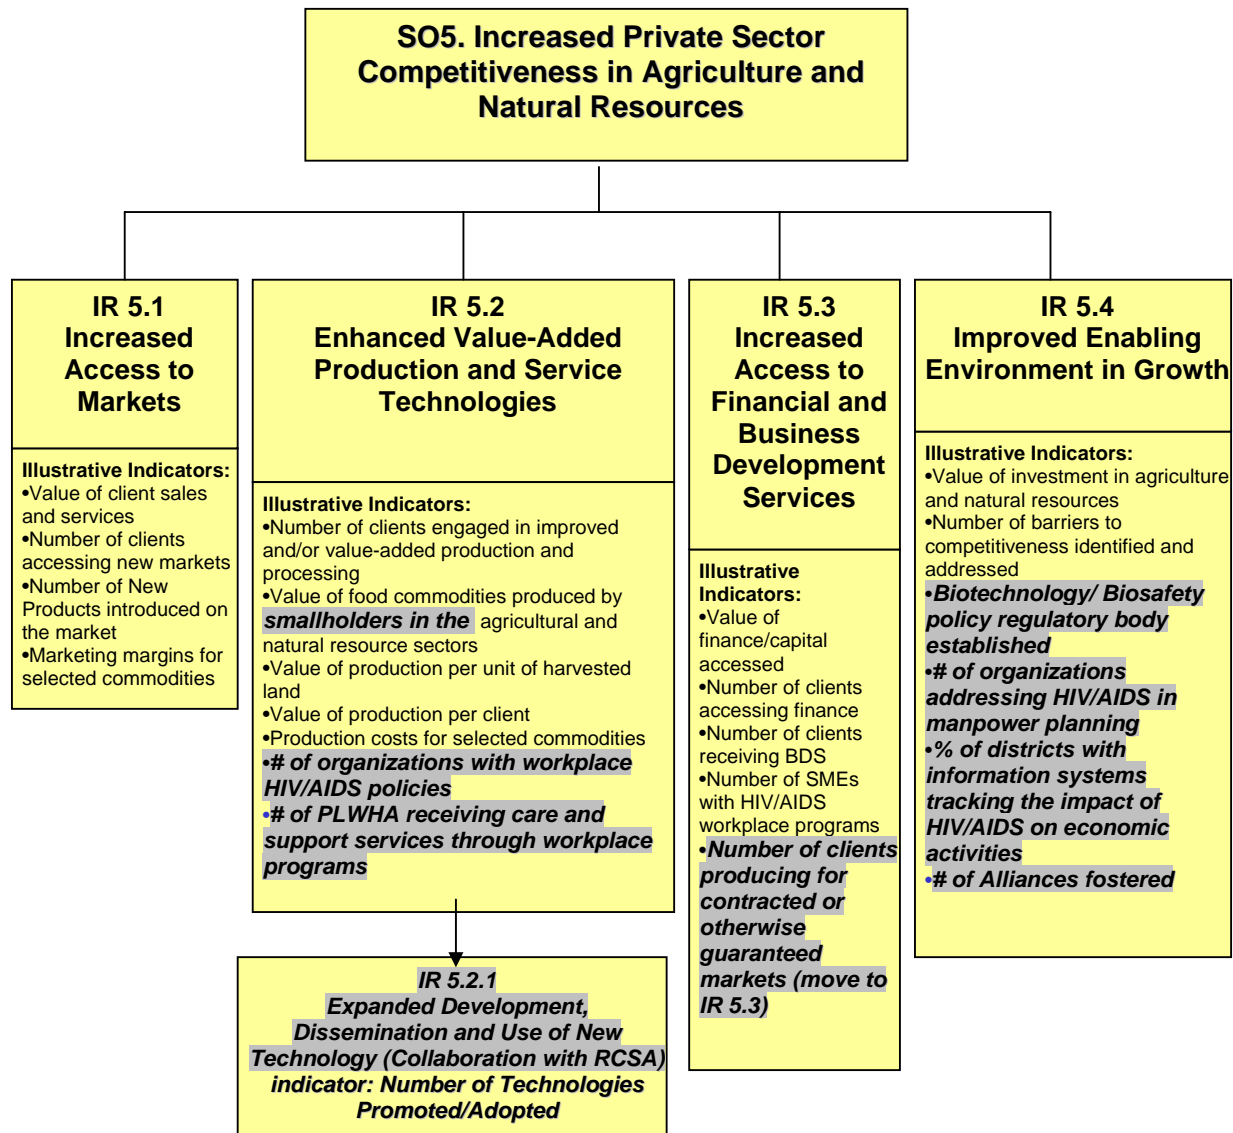 SO5. Increased Private Sector
Competitiveness in Agriculture and
Natural Resources
IR 5.1
Increased
Access to
Markets
Illustrative Indicators:
•Value of client sales
and services
•Number of clients
accessing new markets
•Number of New
Products introduced on
the market
•Marketing margins for
selected commodities
IR 5.2
Enhanced Value-Added
Production and Service
Technologies
Illustrative Indicators:
•Number of clients engaged in improved
and/or value-added production and
processing
•Value of food commodities produced by
smallholders in the agricultural and
natural resource sectors
•Value of production per unit of harvested
land
•Value of production per client
•Production costs for selected commodities
•# of organizations with workplace
HIV/AIDS policies
•# of PLWHA receiving care and
support services through workplace
programs
IR 5.2.1
Expanded Development,
Dissemination and Use of New
Technology (Collaboration with RCSA)
indicator: Number of Technologies
Promoted/Adopted
IR 5.3
Increased
Access to
Financial and
Business
Development
Services
Illustrative
Indicators:
•Value of
finance/capital
accessed
•Number of clients
accessing finance
•Number of clients
receiving BDS
•Number of SMEs
with HIV/AIDS
workplace programs
•Number of clients
producing for
contracted or
otherwise
guaranteed
markets (move to
IR 5.3)
IR 5.4
Improved Enabling
Environment in Growth
Illustrative Indicators:
•Value of investment in agriculture
and natural resources
•Number of barriers to
competitiveness identified and
addressed
•Biotechnology/ Biosafety
policy regulatory body
established
•# of organizations
addressing HIV/AIDS in
manpower planning
•% of districts with
information systems
tracking the impact of
HIV/AIDS on economic
activities
•# of Alliances fostered